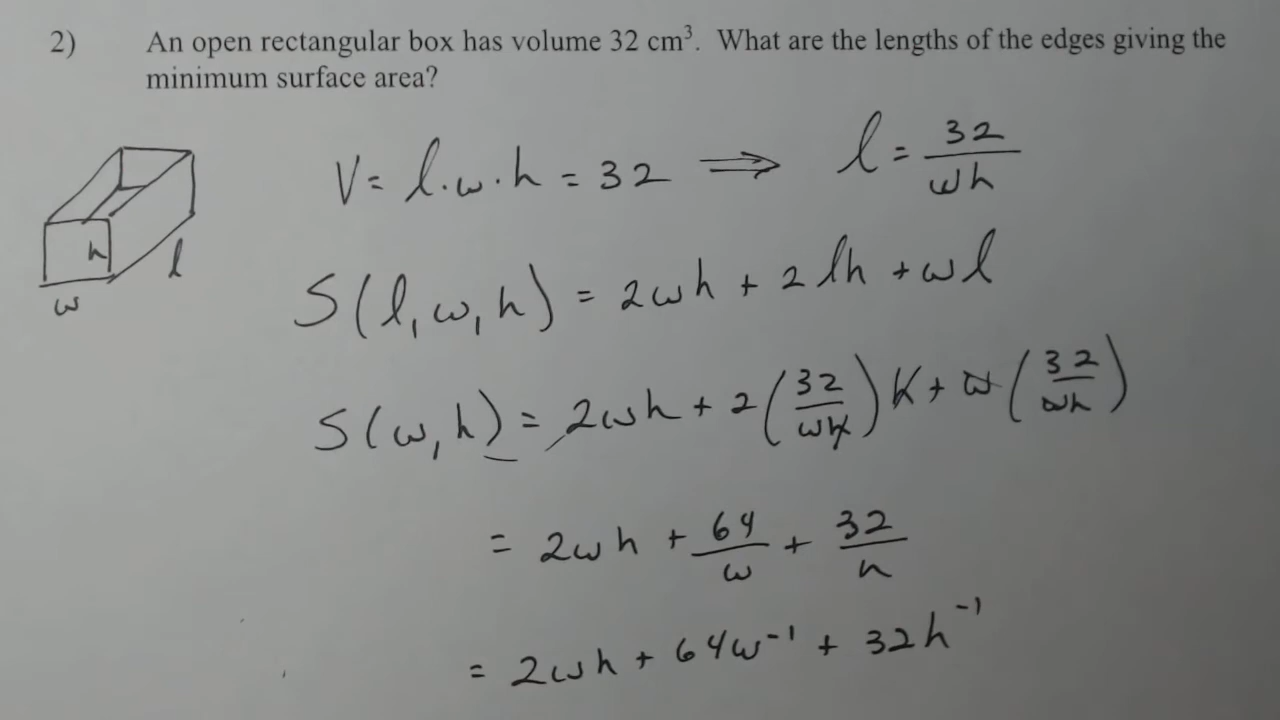 2) An open rectangular box has volume 32 cm³. What are the lengths of the edges giving the
minimum surface area?
V = l · w · h = 32 ⟹ l = 32/wh
h
l
w
S(l, w, h) = 2wh + 2lh + wl
S(w, h) = 2wh + 2(32/wh)h + w(32/wh)
= 2wh + 64/w + 32/h
= 2wh + 64w⁻¹ + 32h⁻¹